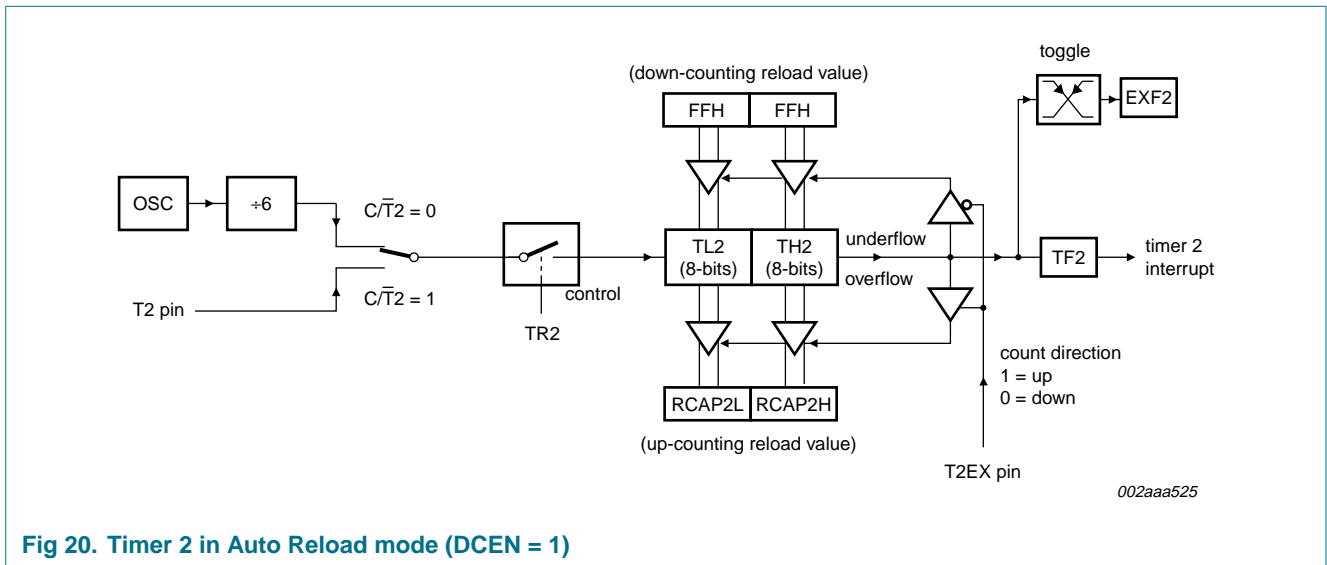 toggle
(down-counting reload value)
FFH FFH EXF2
OSC ÷6 C/T̅2 = 0
TL2 (8-bits) TH2 (8-bits) underflow
overflow TF2 timer 2 interrupt
T2 pin C/T̅2 = 1 control
TR2
count direction
1 = up
0 = down
RCAP2L RCAP2H
(up-counting reload value)
T2EX pin
002aaa525
Fig 20. Timer 2 in Auto Reload mode (DCEN = 1)